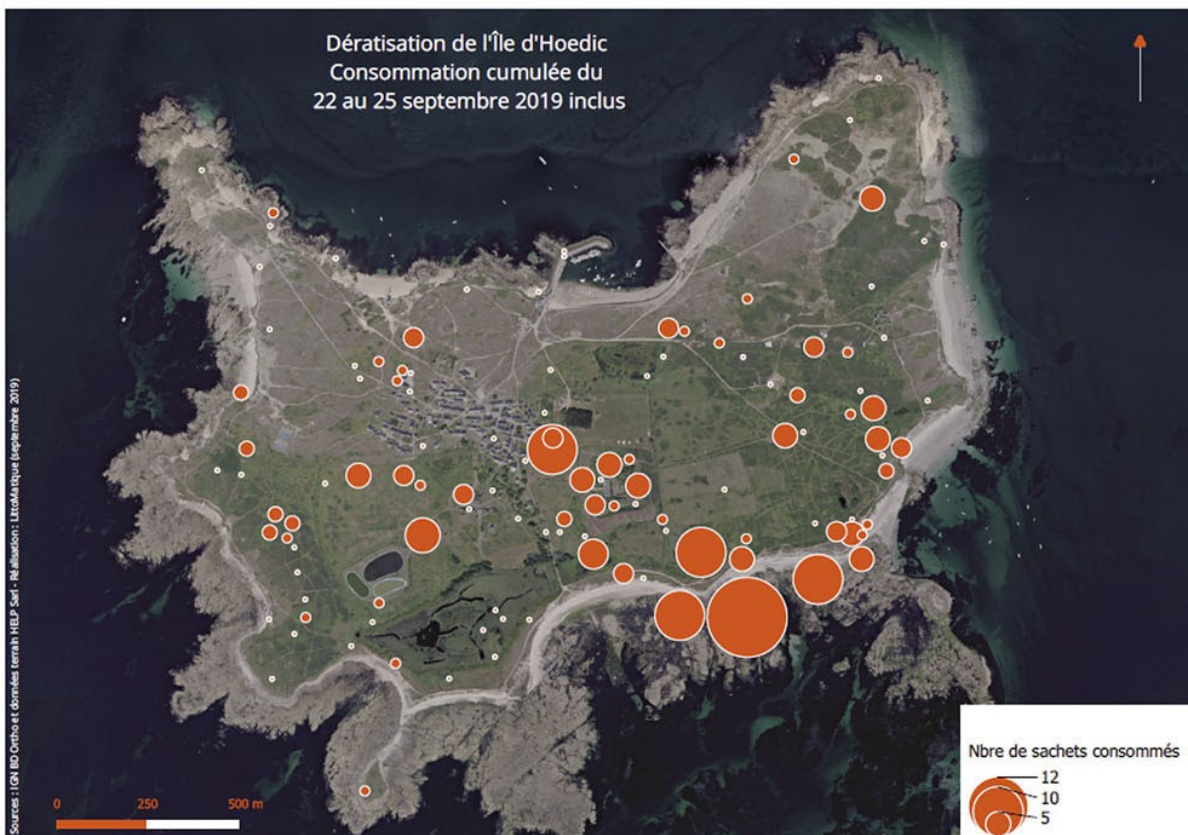 Dératisation de l'Île d'Hoedic
Consommation cumulée du
22 au 25 septembre 2019 inclus
Sources : IGN BD Ortho et données terrain HELP Sarl - Réalisation : LittoMatique (septembre 2019)
0 250 500 m
Nbre de sachets consommés
12
10
5